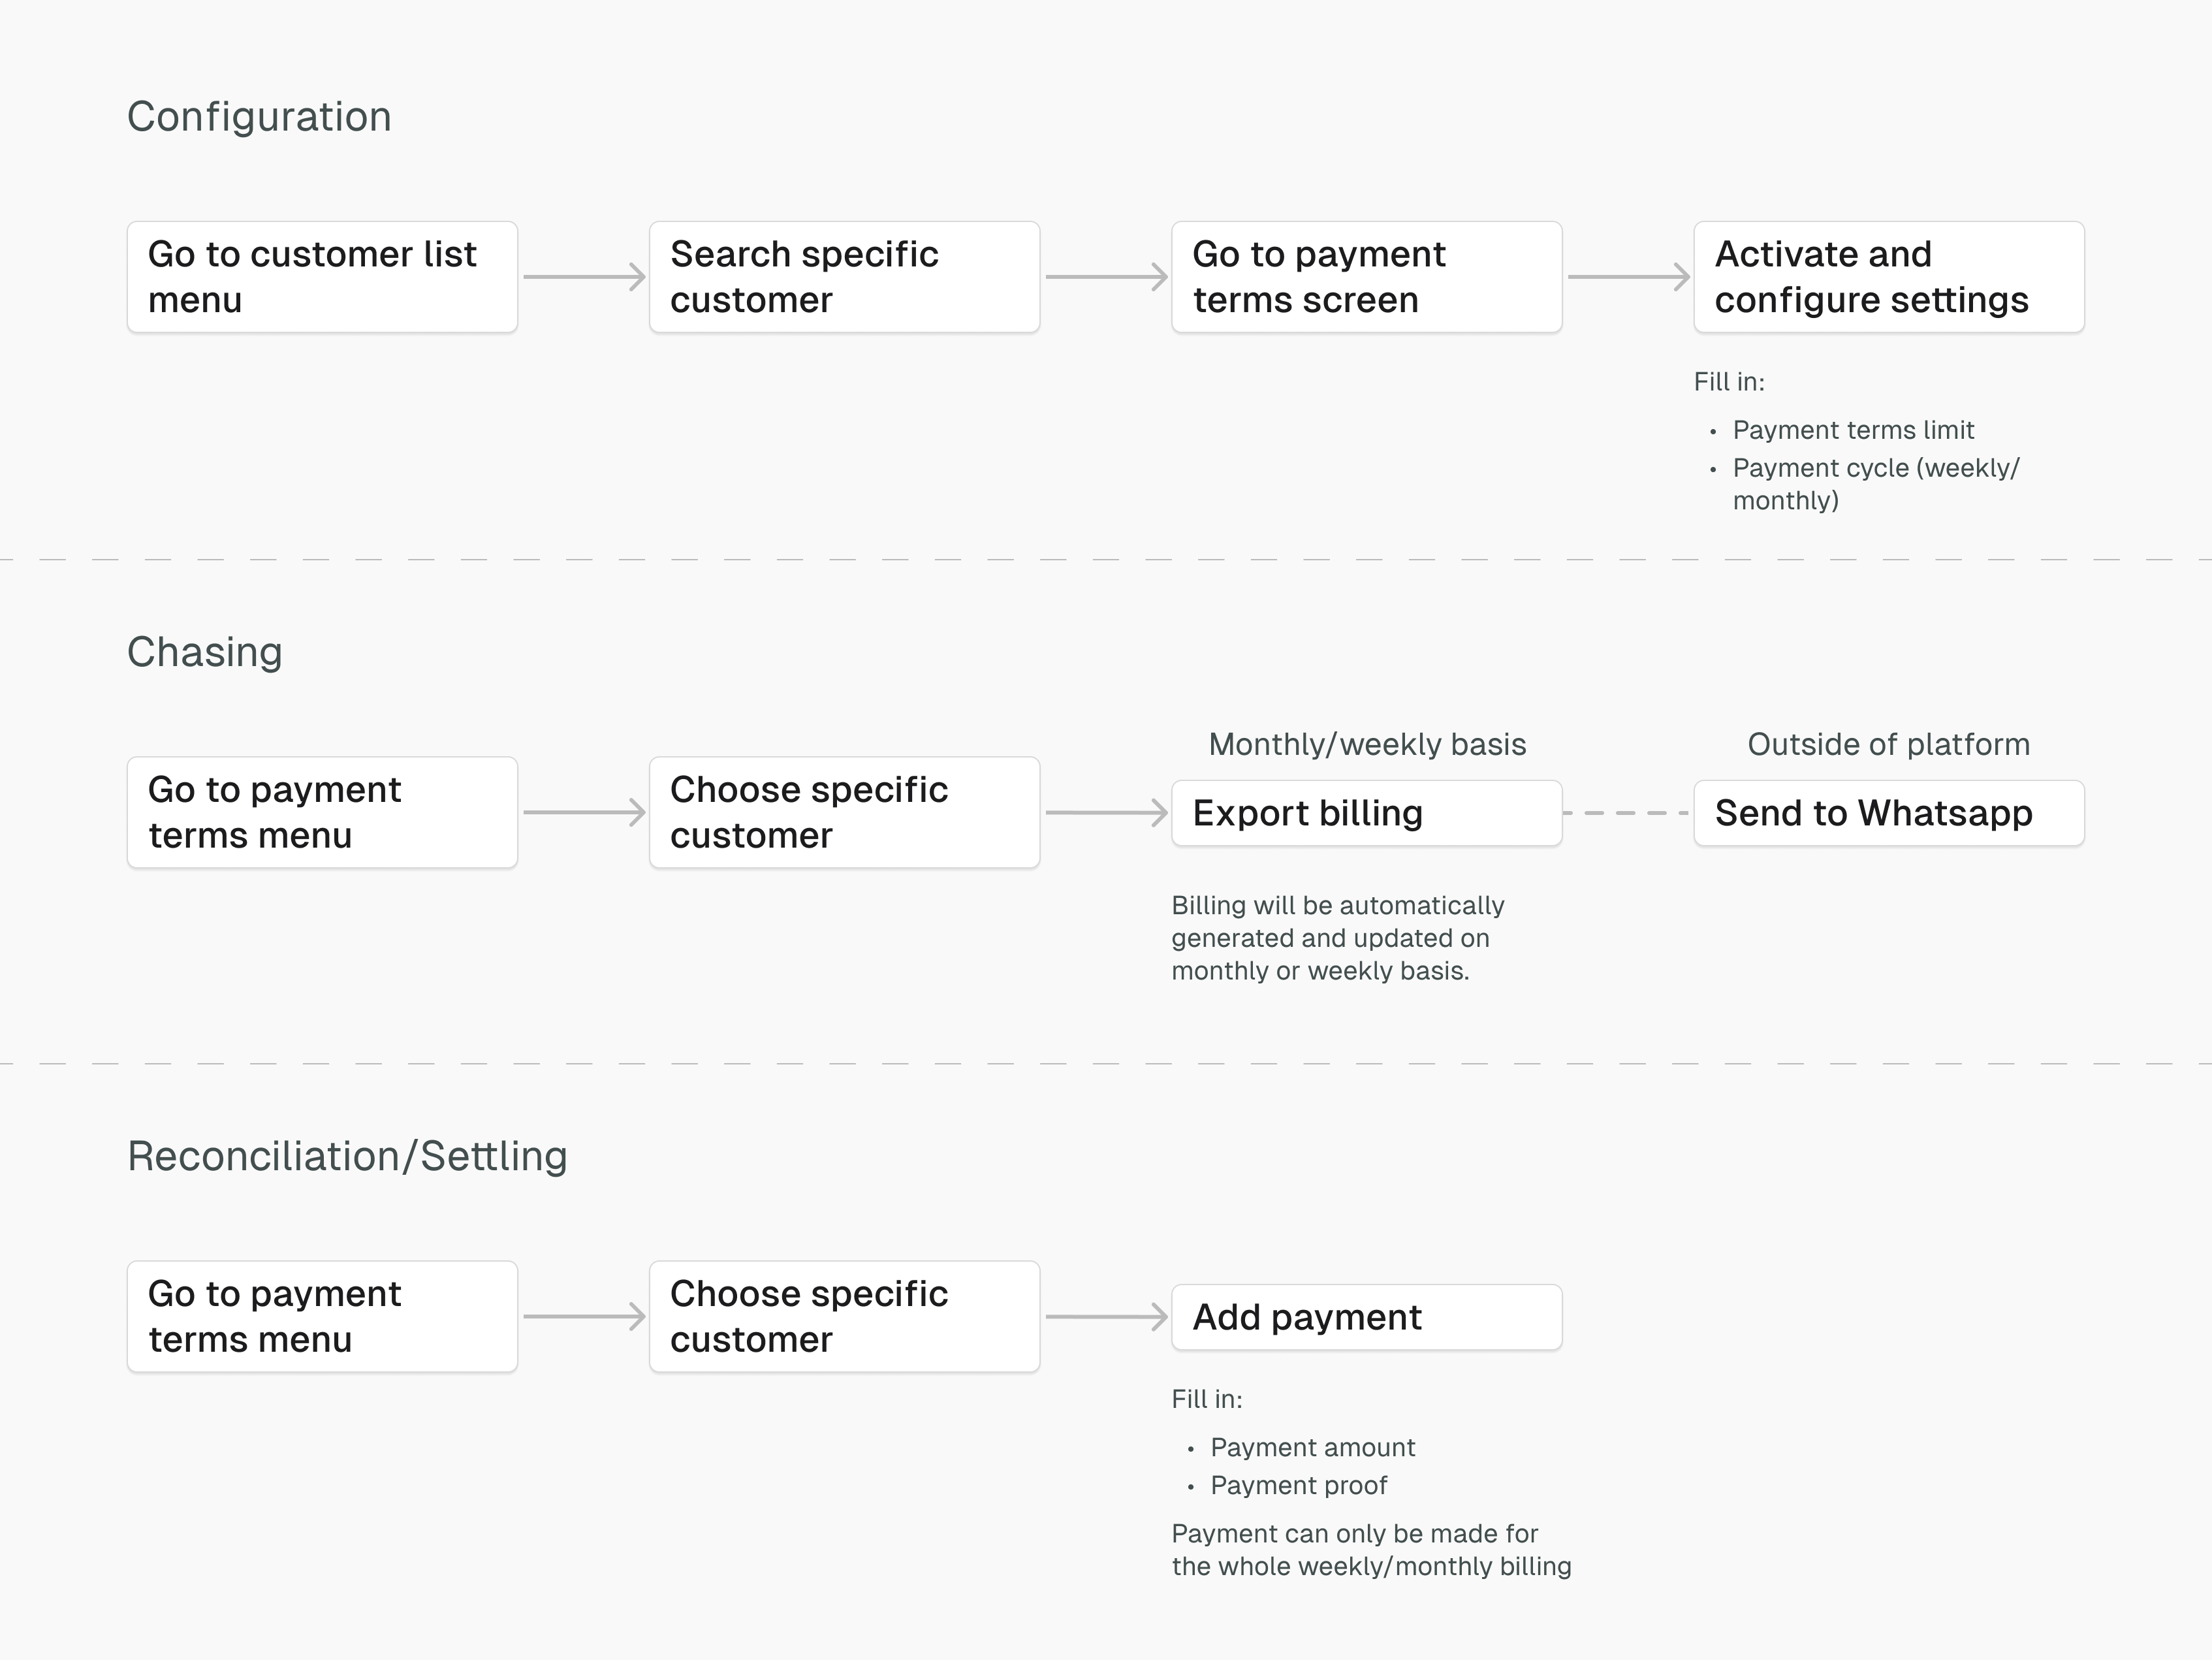 Configuration
Go to customer list
menu
Search specific
customer
Go to payment
terms screen
Activate and
configure settings
Fill in:
• Payment terms limit
• Payment cycle (weekly/
monthly)
Chasing
Go to payment
terms menu
Choose specific
customer
Monthly/weekly basis
Export billing
Billing will be automatically
generated and updated on
monthly or weekly basis.
Outside of platform
Send to Whatsapp
Reconciliation/Settling
Go to payment
terms menu
Choose specific
customer
Add payment
Fill in:
• Payment amount
• Payment proof
Payment can only be made for
the whole weekly/monthly billing